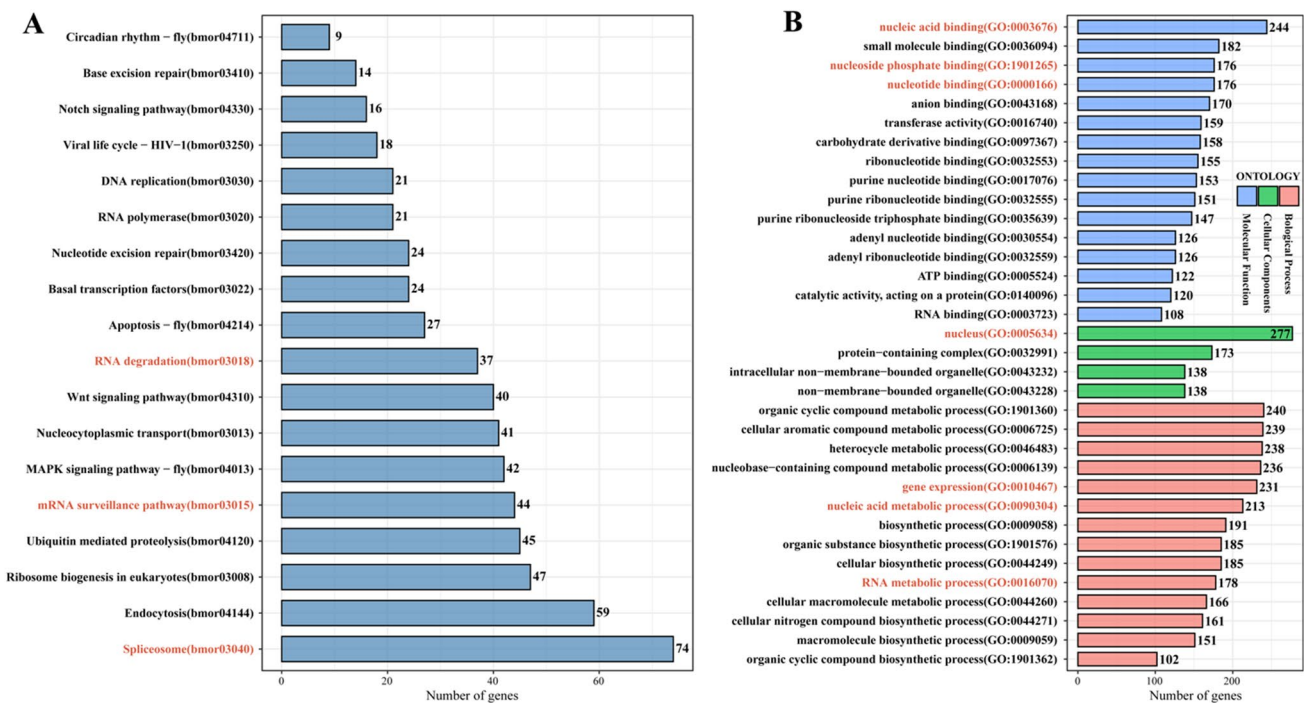 A
Circadian rhythm − fly(bmor04711)
9
Base excision repair(bmor03410)
14
Notch signaling pathway(bmor04330)
16
Viral life cycle − HIV−1(bmor03250)
18
DNA replication(bmor03030)
21
RNA polymerase(bmor03020)
21
Nucleotide excision repair(bmor03420)
24
Basal transcription factors(bmor03022)
24
Apoptosis − fly(bmor04214)
27
RNA degradation(bmor03018)
37
Wnt signaling pathway(bmor04310)
40
Nucleocytoplasmic transport(bmor03013)
41
MAPK signaling pathway − fly(bmor04013)
42
mRNA surveillance pathway(bmor03015)
44
Ubiquitin mediated proteolysis(bmor04120)
45
Ribosome biogenesis in eukaryotes(bmor03008)
47
Endocytosis(bmor04144)
59
Spliceosome(bmor03040)
74
0
20
40
60
Number of genes
B
nucleic acid binding(GO:0003676)
244
small molecule binding(GO:0036094)
182
nucleoside phosphate binding(GO:1901265)
176
nucleotide binding(GO:0000166)
176
anion binding(GO:0043168)
170
transferase activity(GO:0016740)
159
carbohydrate derivative binding(GO:0097367)
158
ribonucleotide binding(GO:0032553)
155
purine nucleotide binding(GO:0017076)
153
purine ribonucleotide binding(GO:0032555)
151
purine ribonucleoside triphosphate binding(GO:0035639)
147
adenyl nucleotide binding(GO:0030554)
126
adenyl ribonucleotide binding(GO:0032559)
126
ATP binding(GO:0005524)
122
catalytic activity, acting on a protein(GO:0140096)
120
RNA binding(GO:0003723)
108
nucleus(GO:0005634)
277
protein−containing complex(GO:0032991)
173
intracellular non−membrane−bounded organelle(GO:0043232)
138
non−membrane−bounded organelle(GO:0043228)
138
organic cyclic compound metabolic process(GO:1901360)
240
cellular aromatic compound metabolic process(GO:0006725)
239
heterocycle metabolic process(GO:0046483)
238
nucleobase−containing compound metabolic process(GO:0006139)
236
gene expression(GO:0010467)
231
nucleic acid metabolic process(GO:0090304)
213
biosynthetic process(GO:0009058)
191
organic substance biosynthetic process(GO:1901576)
185
cellular biosynthetic process(GO:0044249)
185
RNA metabolic process(GO:0016070)
178
cellular macromolecule metabolic process(GO:0044260)
166
cellular nitrogen compound biosynthetic process(GO:0044271)
161
macromolecule biosynthetic process(GO:0009059)
151
organic cyclic compound biosynthetic process(GO:1901362)
102
0
100
200
Number of genes
ONTOLOGY
Molecular Function
Cellular Components
Biological Process